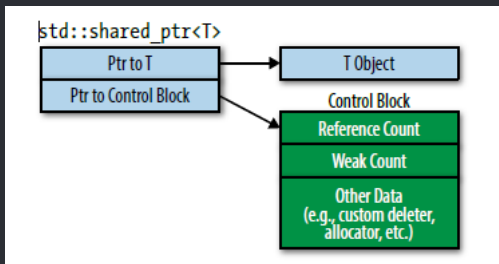 std::shared_ptr<T>
Ptr to T
T Object
Ptr to Control Block
Control Block
Reference Count
Weak Count
Other Data
(e.g., custom deleter,
allocator, etc.)